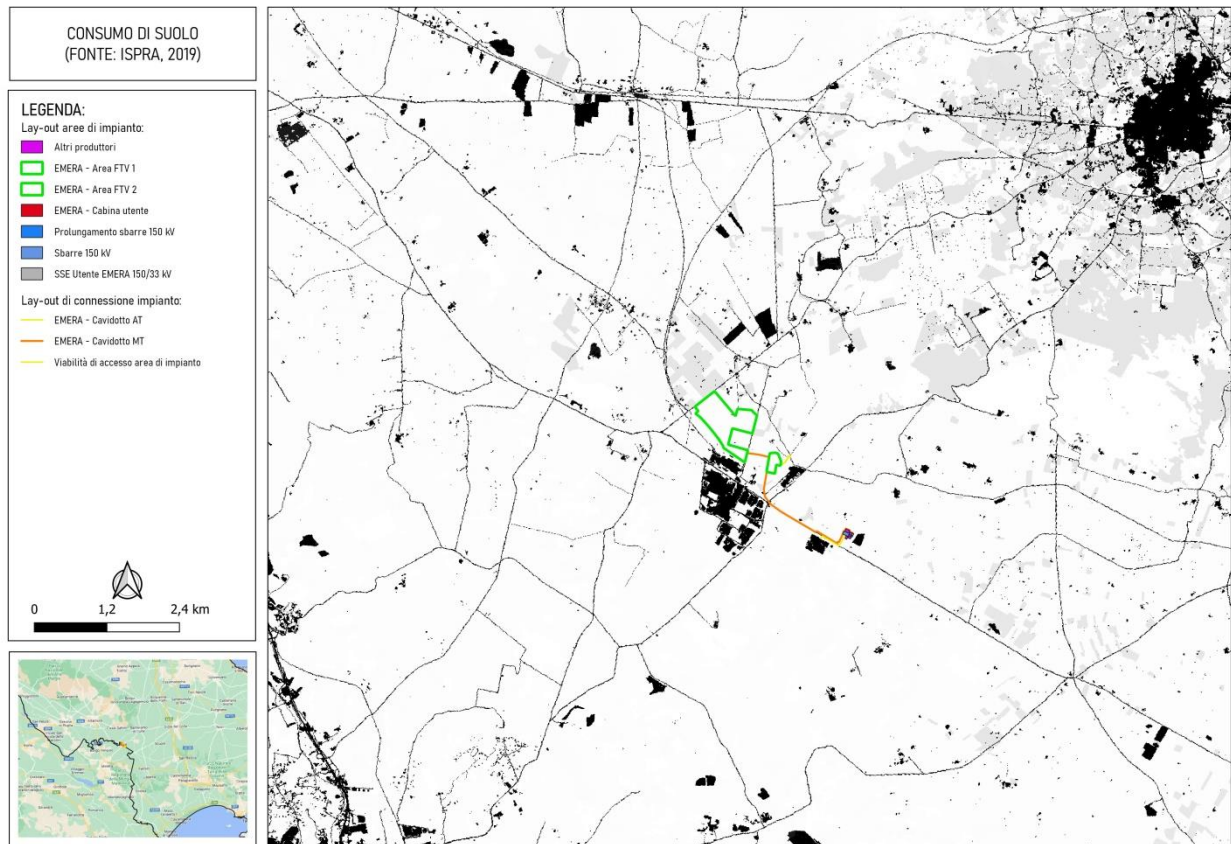 CONSUMO DI SUOLO
(FONTE: ISPRA, 2019)
LEGENDA:
Lay-out aree di impianto:
Altri produttori
EMERA - Area FTV 1
EMERA - Area FTV 2
EMERA - Cabina utente
Prolungamento sbarre 150 kV
Sbarre 150 kV
SSE Utente EMERA 150/33 kV
Lay-out di connessione impianto:
EMERA - Cavidotto AT
EMERA - Cavidotto MT
Viabilità di accesso area di impianto
0 1,2 2,4 km